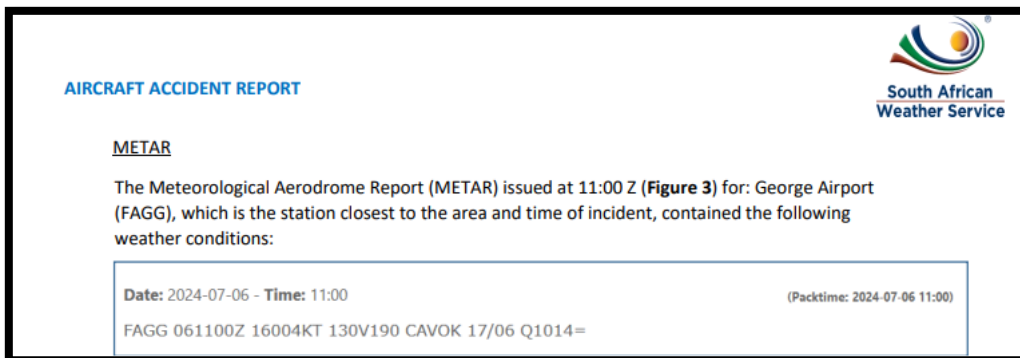 ®
South African
Weather Service
AIRCRAFT ACCIDENT REPORT
METAR
The Meteorological Aerodrome Report (METAR) issued at 11:00 Z (Figure 3) for: George Airport
(FAGG), which is the station closest to the area and time of incident, contained the following
weather conditions:
Date: 2024-07-06 - Time: 11:00
(Packtime: 2024-07-06 11:00)
FAGG 061100Z 16004KT 130V190 CAVOK 17/06 Q1014=